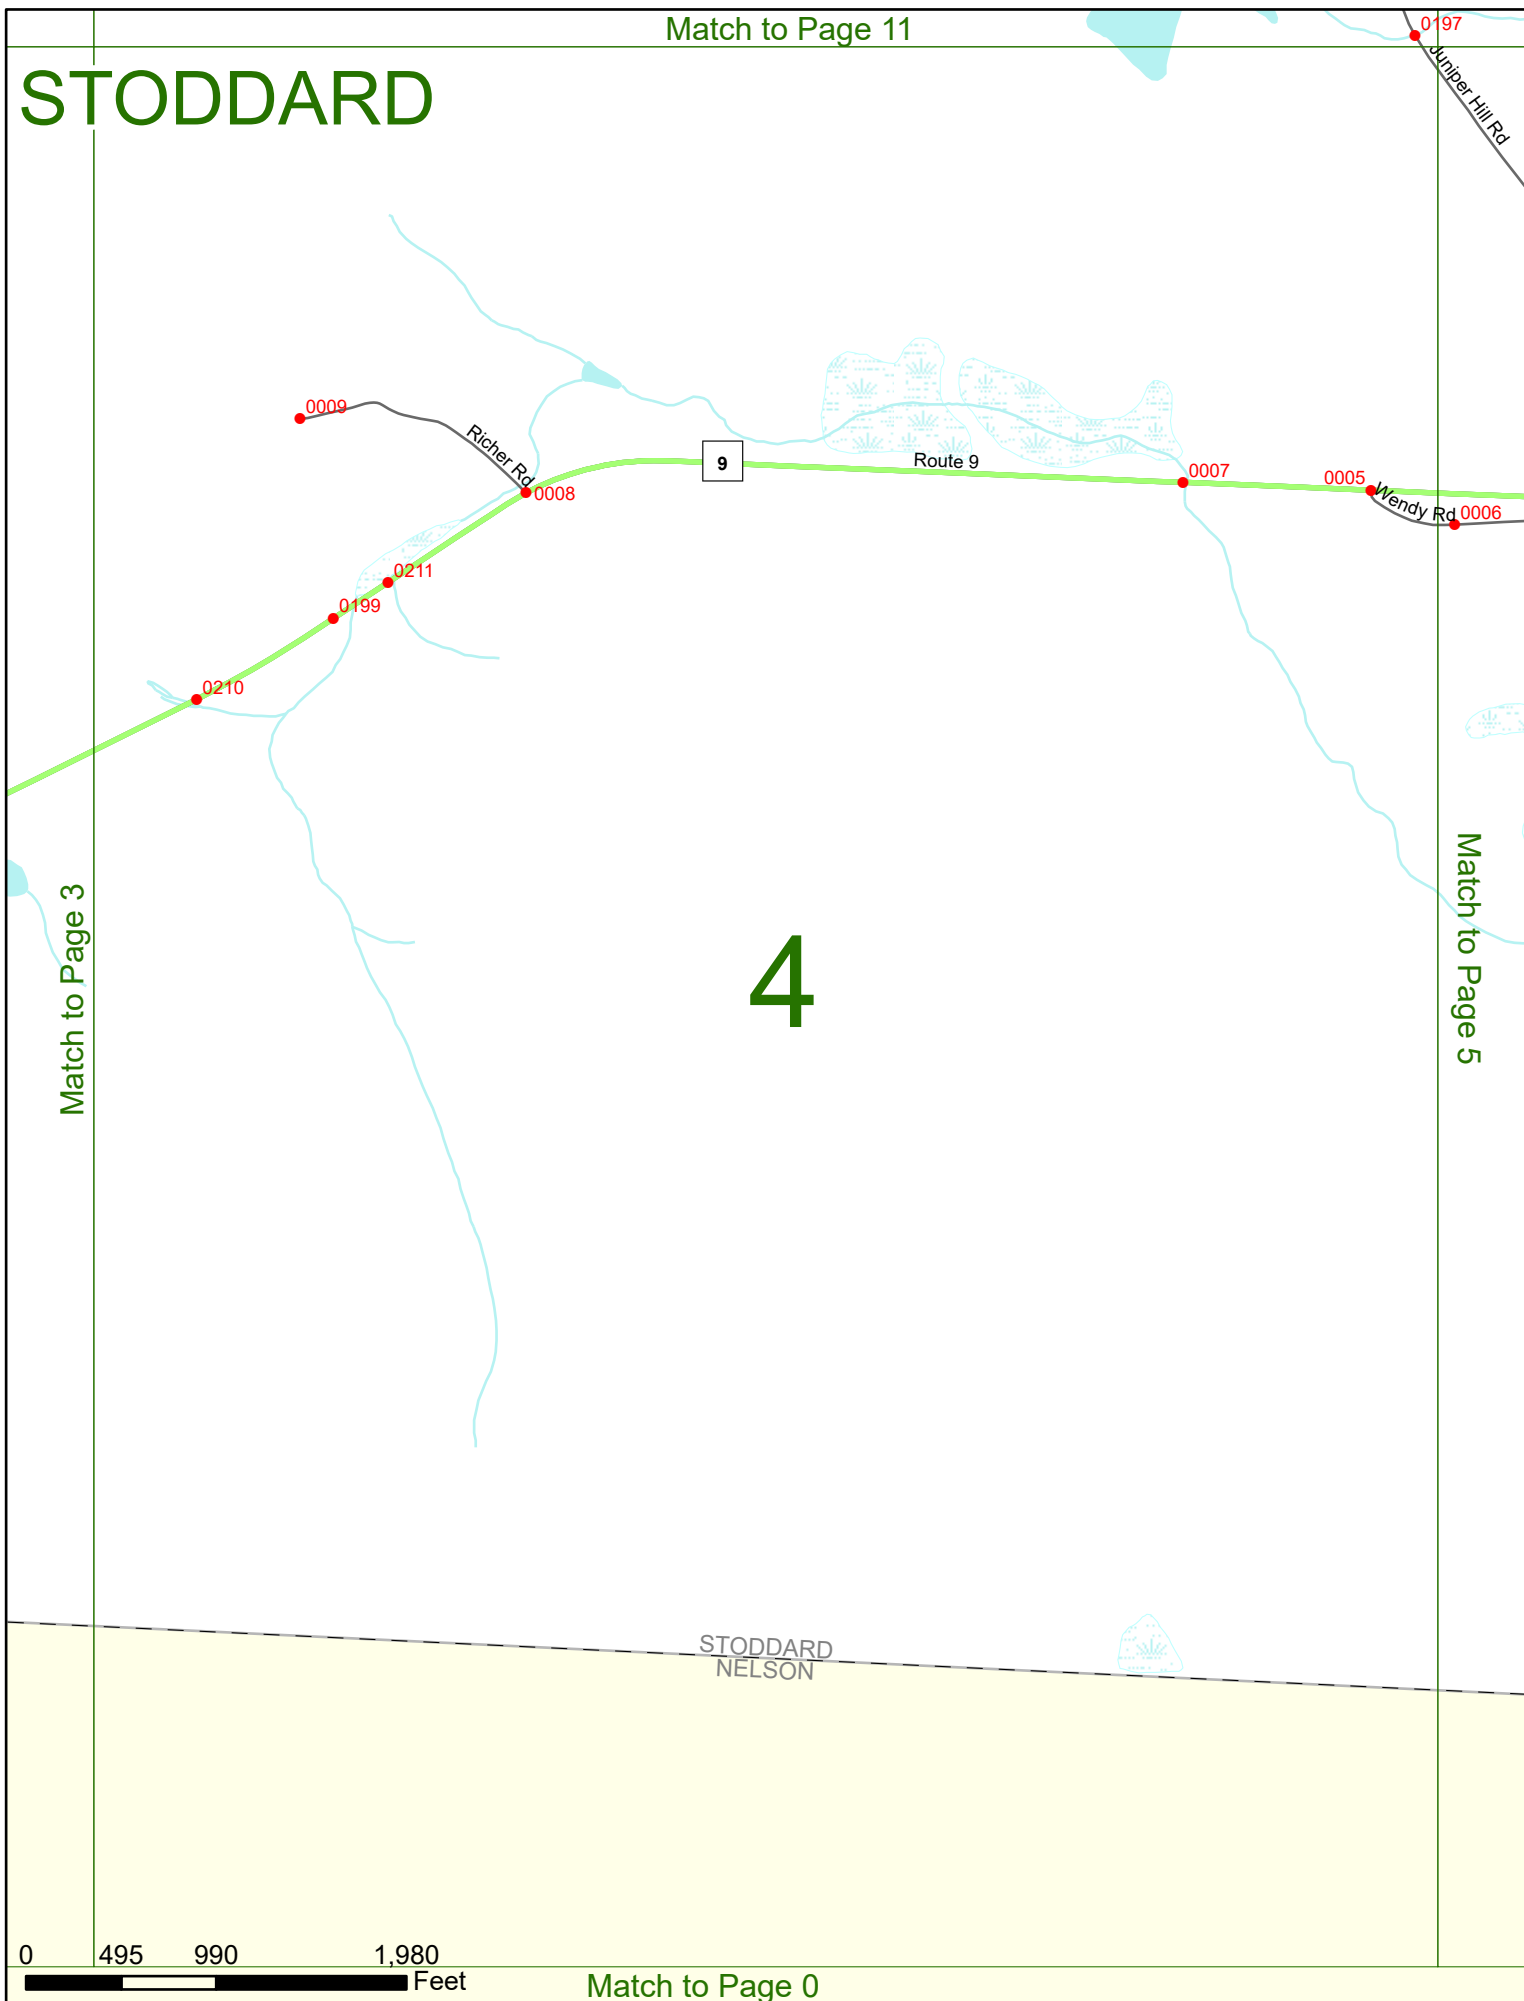 Match to Page 11
0197
STODDARD
Juniper Hill Rd
0009
Richer Rd
9
Route 9
0007
0005
0008
Wendy Rd
0006
0211
0199
0210
Match to Page 3
Match to Page 5
4
STODDARD
NELSON
0 495 990 1,980
Feet
Match to Page 0